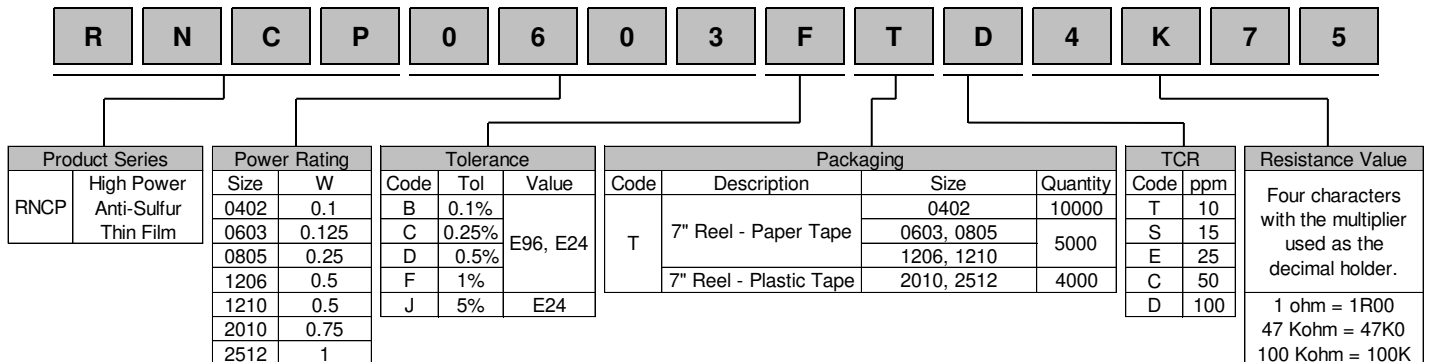 R N C P 0 6 0 3 F T D 4 K 7 5
Product Series
RNCP
High Power
Anti-Sulfur
Thin Film
Power Rating
Size W
0402 0.1
0603 0.125
0805 0.25
1206 0.5
1210 0.5
2010 0.75
2512 1
Tolerance
Code Tol Value
B 0.1%
C 0.25%
D 0.5%
F 1%
E96, E24
J 5% E24
Packaging
Code Description Size Quantity
T
7" Reel - Paper Tape
0402 10000
0603, 0805
1206, 1210
5000
7" Reel - Plastic Tape 2010, 2512 4000
TCR
Code ppm
T 10
S 15
E 25
C 50
D 100
Resistance Value
Four characters
with the multiplier
used as the
decimal holder.
1 ohm = 1R00
47 Kohm = 47K0
100 Kohm = 100K